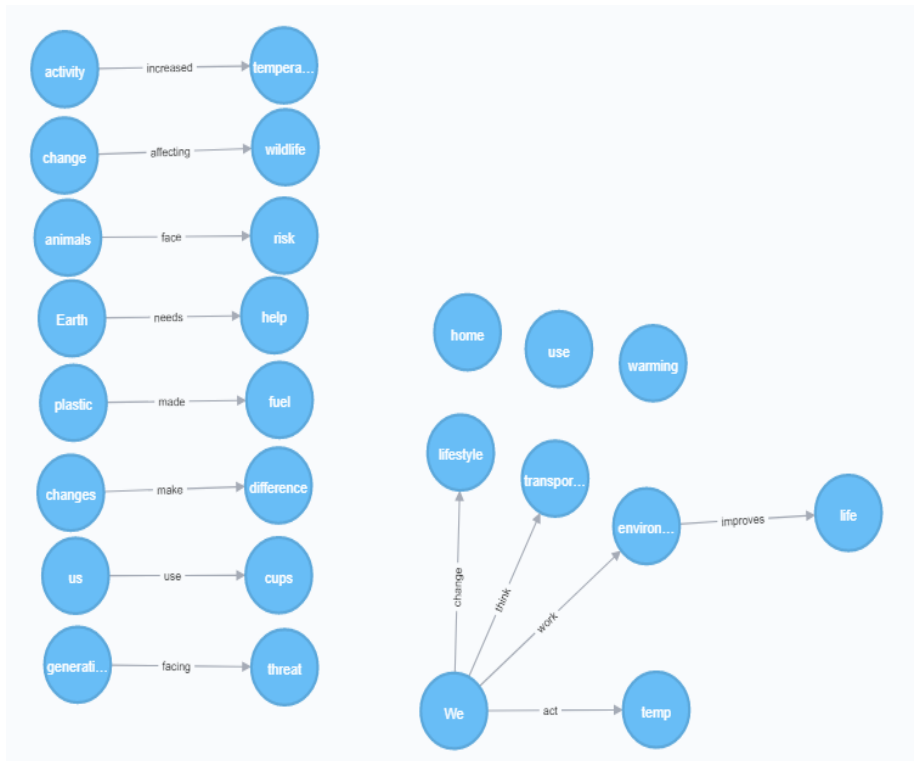 activity increased tempera...
change affecting wildlife
animals face risk
Earth needs help
plastic made fuel
changes make difference
us use cups
generati... facing threat
home use warming
lifestyle transpor... environ... improves life
change think work
We act temp